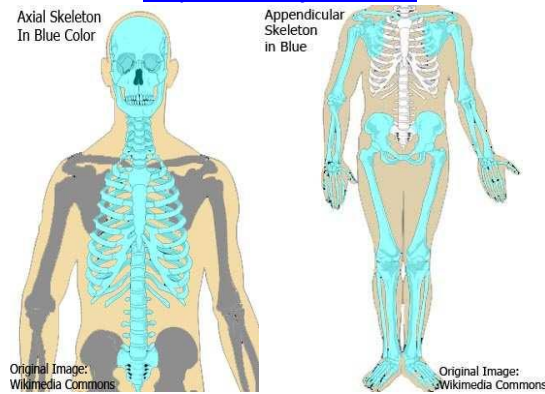 Axial Skeleton
In Blue Color
Original Image:
Wikimedia Commons
Appendicular
Skeleton
in Blue
Original Image:
Wikimedia Commons